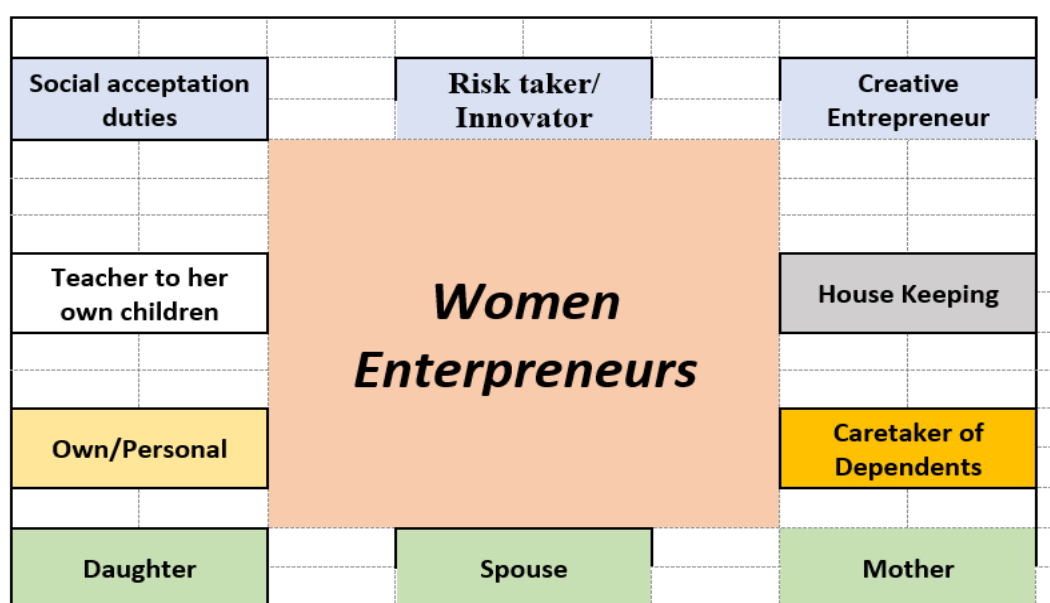 Social acceptation
duties
Risk taker/
Innovator
Creative
Entrepreneur
Teacher to her
own children
Women
Enterpreneurs
House Keeping
Own/Personal
Caretaker of
Dependents
Daughter
Spouse
Mother